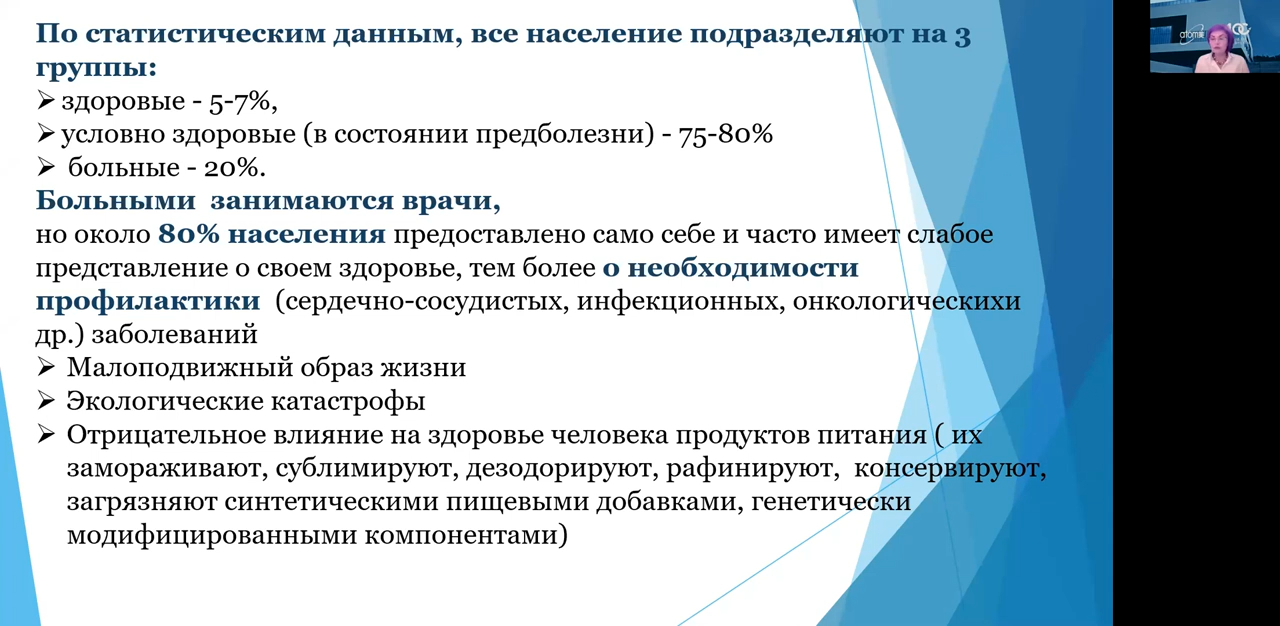 По статистическим данным, все население подразделяют на 3
группы:
здоровые - 5-7%,
условно здоровые (в состоянии предболезни) - 75-80%
больные - 20%.
Больными занимаются врачи,
но около 80% населения предоставлено само себе и часто имеет слабое
представление о своем здоровье, тем более о необходимости
профилактики (сердечно-сосудистых, инфекционных, онкологическихи
др.) заболеваний
Малоподвижный образ жизни
Экологические катастрофы
Отрицательное влияние на здоровье человека продуктов питания ( их
замораживают, сублимируют, дезодорируют, рафинируют, консервируют,
загрязняют синтетическими пищевыми добавками, генетически
модифицированными компонентами)